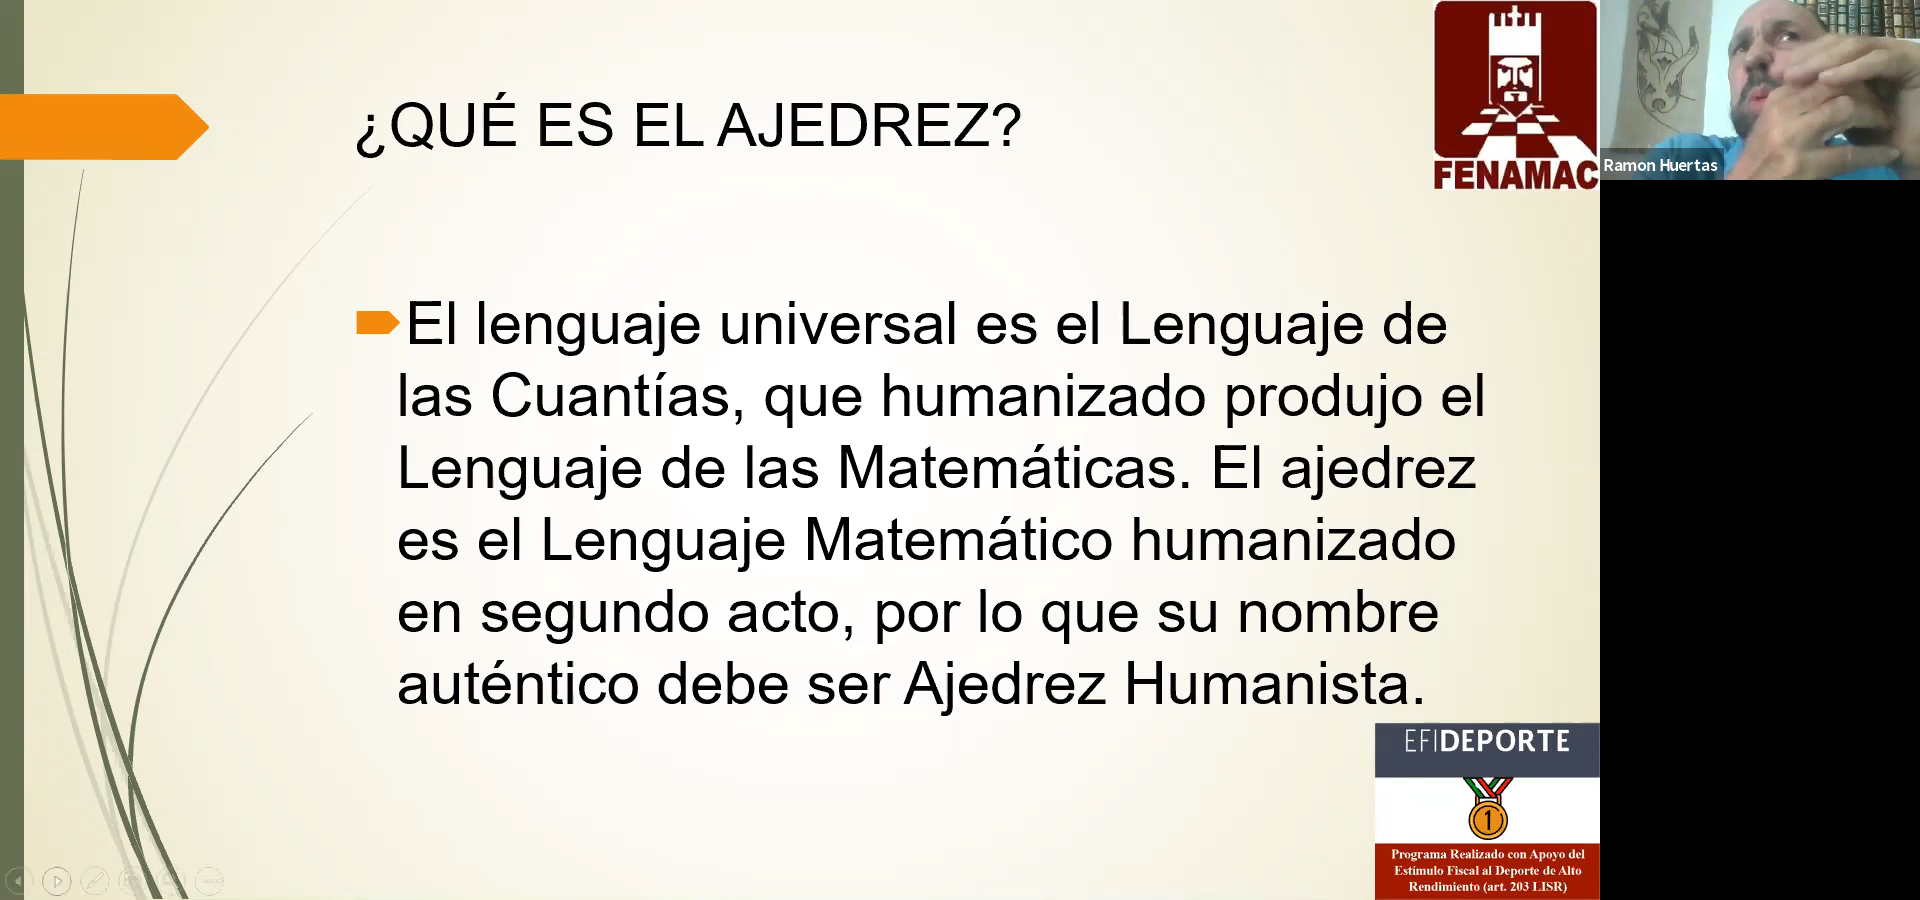 ¿QUÉ ES EL AJEDREZ?
FENAMAC
Ramon Huertas
El lenguaje universal es el Lenguaje de
las Cuantías, que humanizado produjo el
Lenguaje de las Matemáticas. El ajedrez
es el Lenguaje Matemático humanizado
en segundo acto, por lo que su nombre
auténtico debe ser Ajedrez Humanista.
EFIDEPORTE
1
Programa Realizado con Apoyo del
Estímulo Fiscal al Deporte de Alto
Rendimiento (art. 203 LISR)